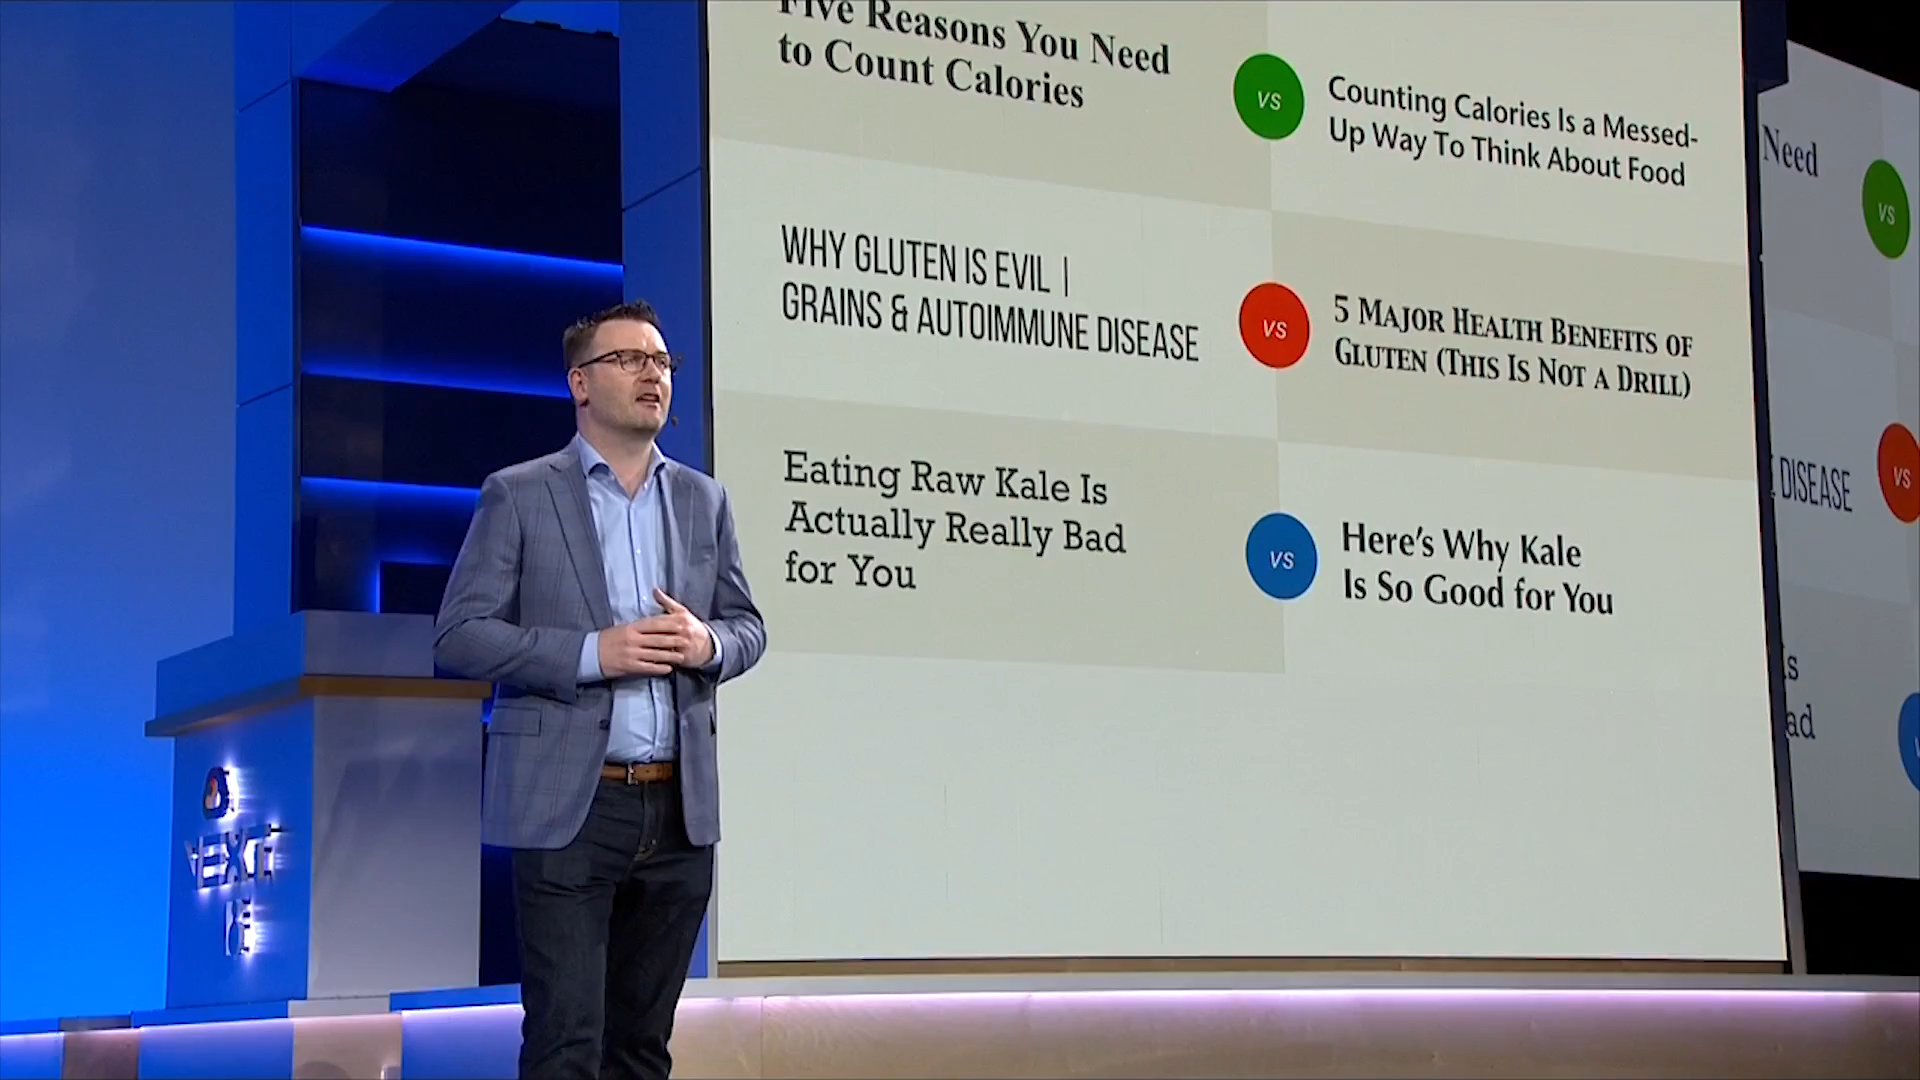 Five Reasons You Need
to Count Calories
VS
Counting Calories Is a Messed-
Up Way To Think About Food
WHY GLUTEN IS EVIL |
GRAINS & AUTOIMMUNE DISEASE
VS
5 MAJOR HEALTH BENEFITS OF
GLUTEN (THIS IS NOT A DRILL)
Eating Raw Kale Is
Actually Really Bad
for You
VS
Here's Why Kale
Is So Good for You
Need
VS
DISEASE
VS
is
ad
NEXT